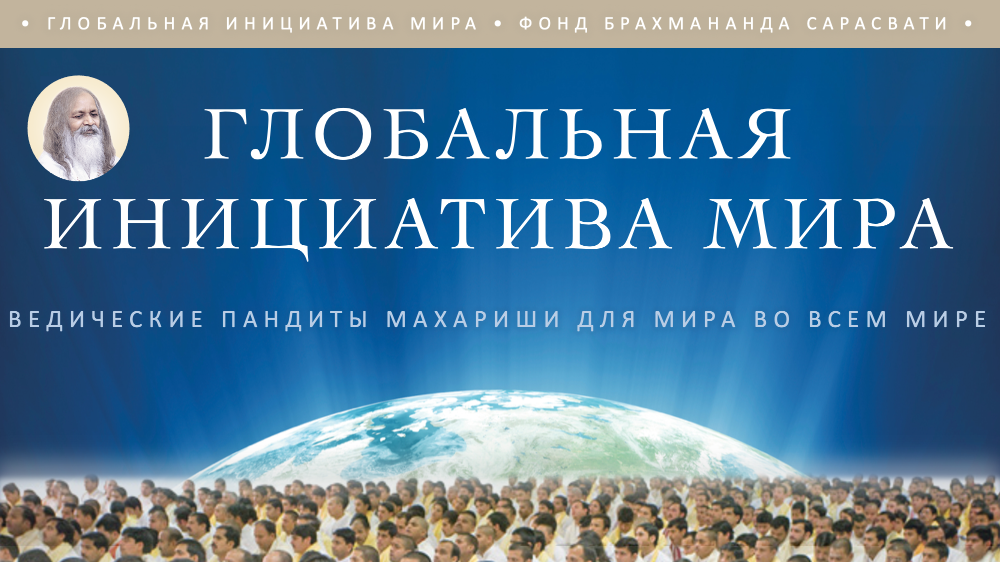 • ГЛОБАЛЬНАЯ ИНИЦИАТИВА МИРА • ФОНД БРАХМАНАНДА САРАСВАТИ •
ГЛОБАЛЬНАЯ
ИНИЦИАТИВА МИРА
ВЕДИЧЕСКИЕ ПАНДИТЫ МАХАРИШИ ДЛЯ МИРА ВО ВСЕМ МИРЕ